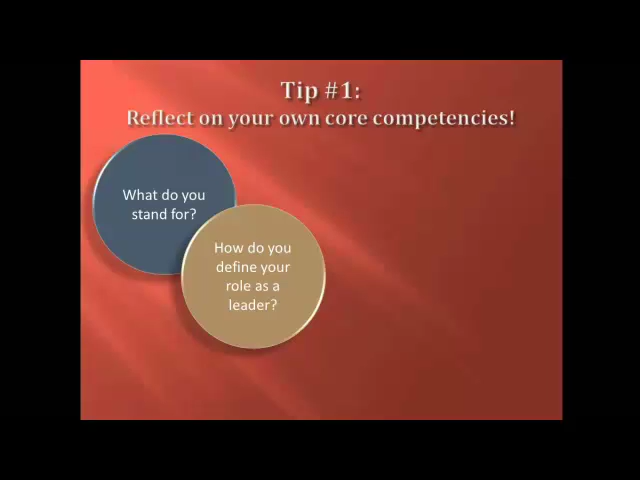 Tip #1:
Reflect on your own core competencies!
What do you
stand for?
How do you
define your
role as a
leader?